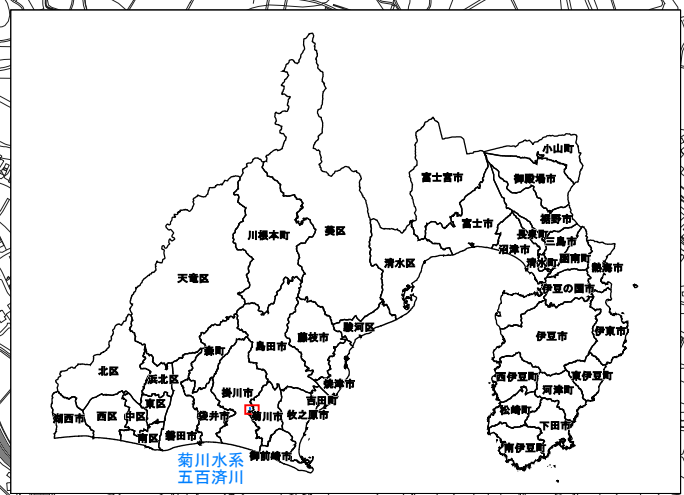 小山町
富士宮市
御殿場市
裾野市
富士市
長泉町
三島市
川根本町
葵区
沼津市
清水町
函南町
熱海市
清水区
天竜区
伊豆の国市
駿河区
伊豆市
伊東市
森町
島田市
藤枝市
北区
浜北区
西伊豆町
東伊豆町
焼津市
掛川市
河津町
吉田町
東区
松崎町
湖西市
西区
中区
袋井市
菊川市
牧之原市
下田市
南区
磐田市
南伊豆町
御前崎市
菊川水系
五百済川